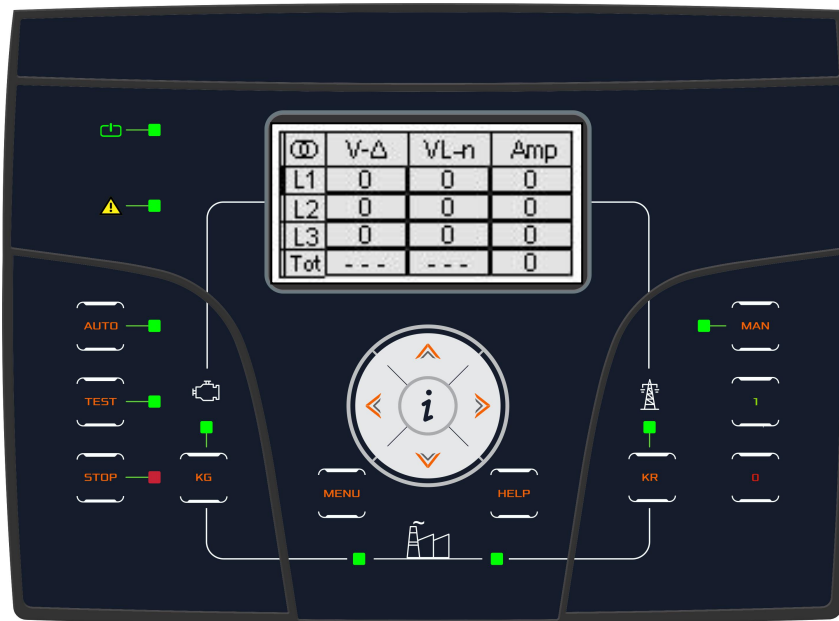 V-Δ VL-n Amp
L1 0 0 0
L2 0 0 0
L3 0 0 0
Tot --- --- 0
AUTO
MAN
TEST
1
i
STOP
KG
MENU
HELP
KR
0